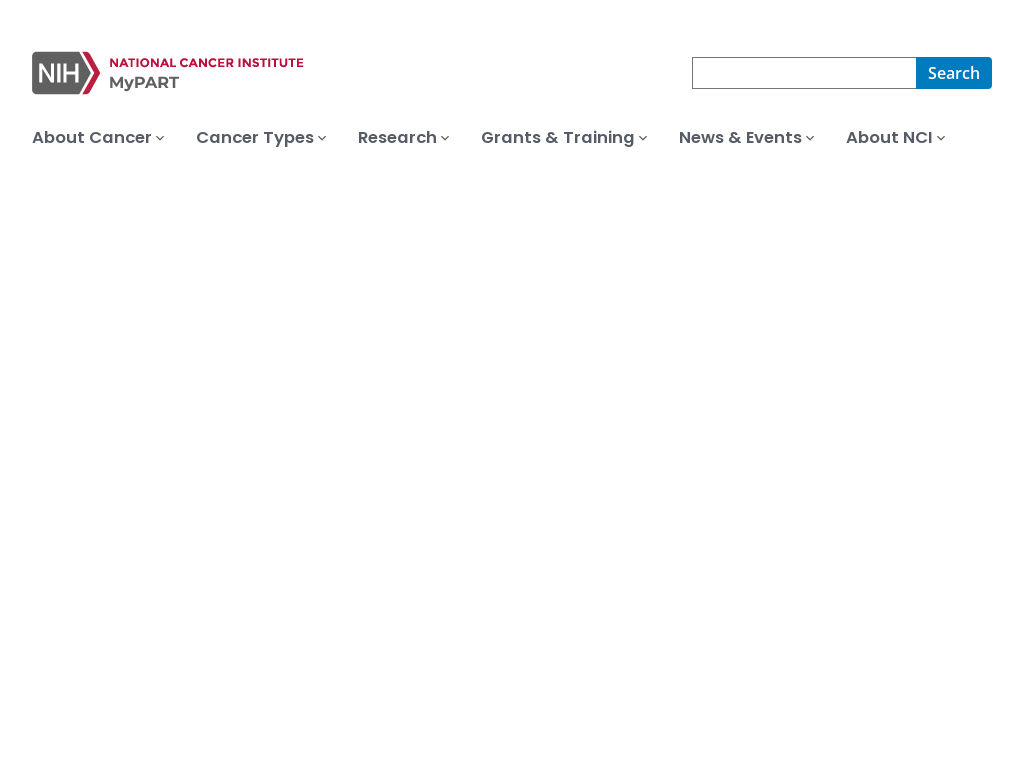 NIH
NATIONAL CANCER INSTITUTE
MyPART
Search
About Cancer
Cancer Types
Research
Grants & Training
News & Events
About NCI